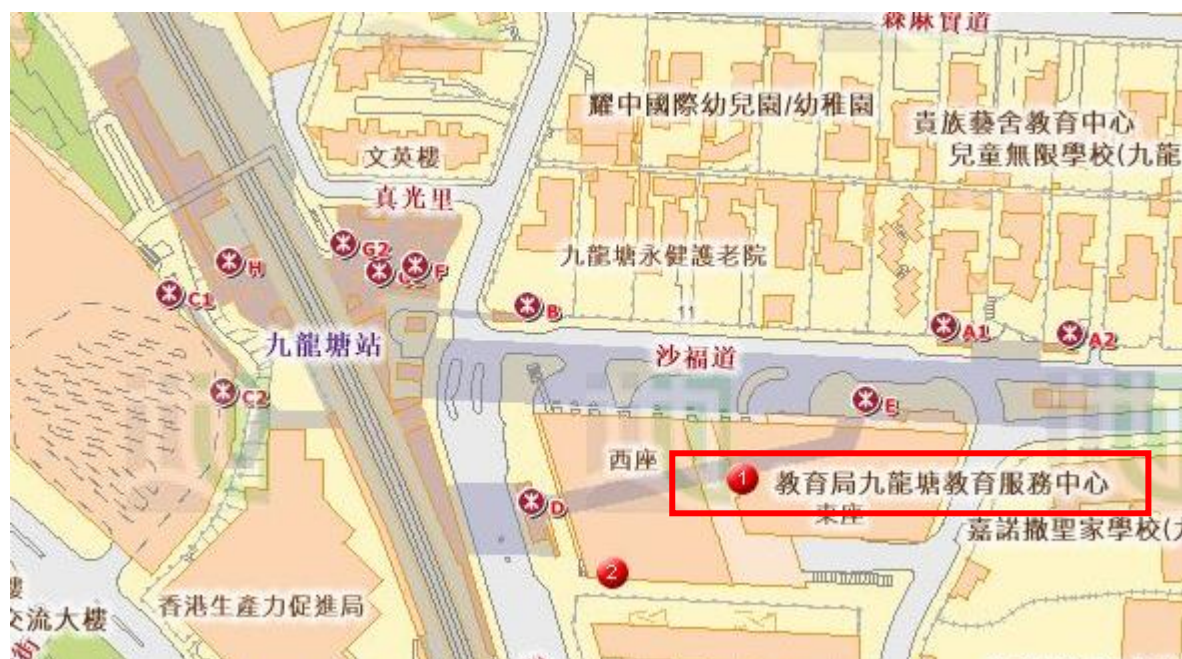 森麻實道
耀中國際幼兒園/幼稚園
貴族藝舍教育中心
兒童無限學校(九龍
文英樓
真光里
G2
H
F
九龍塘永健護老院
C1
B
11
A1
A2
九龍塘站
沙福道
C2
E
西座
1
教育局九龍塘教育服務中心
D
東座
嘉諾撒聖家學校(
2
樓
交流大樓
香港生產力促進局
街